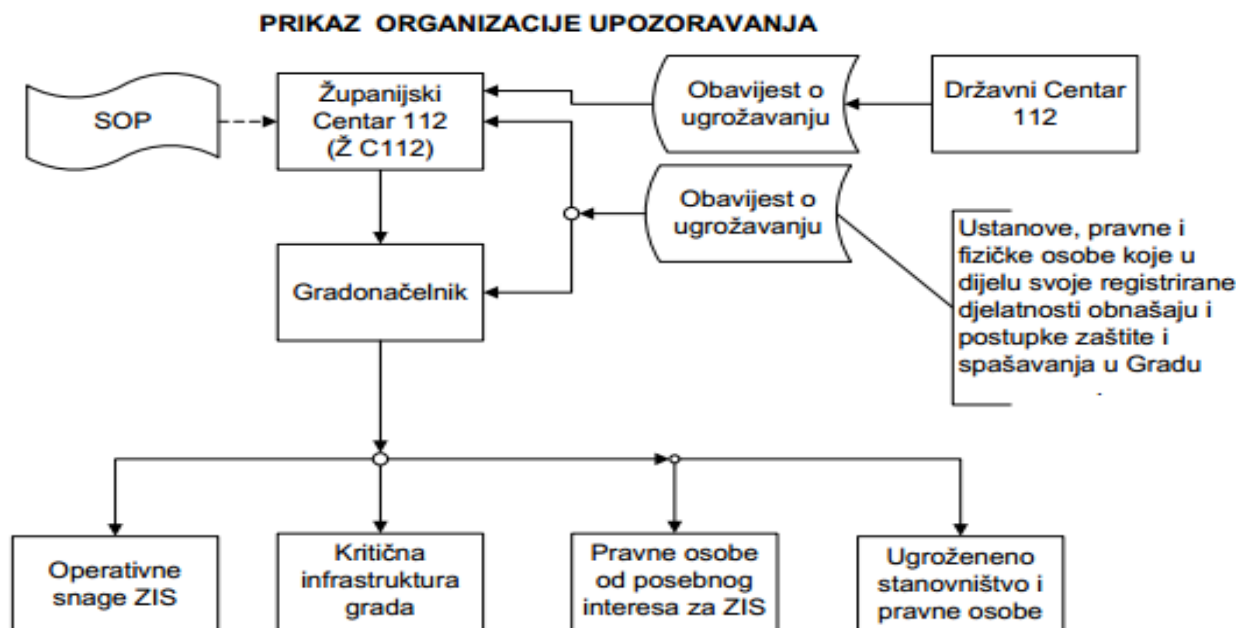 PRIKAZ ORGANIZACIJE UPOZORAVANJA
SOP
Županijski
Centar 112
(Ž C112)
Obavijest o
ugrožavanju
Državni Centar
112
Obavijest o
ugrožavanju
Ustanove, pravne i
fizičke osobe koje u
dijelu svoje registrirane
djelatnosti obnašaju i
postupke zaštite i
spašavanja u Gradu
.
Gradonačelnik
Operativne
snage ZIS
Kritična
infrastruktura
grada
Pravne osobe
od posebnog
interesa za ZIS
Ugroženeno
stanovništvo i
pravne osobe